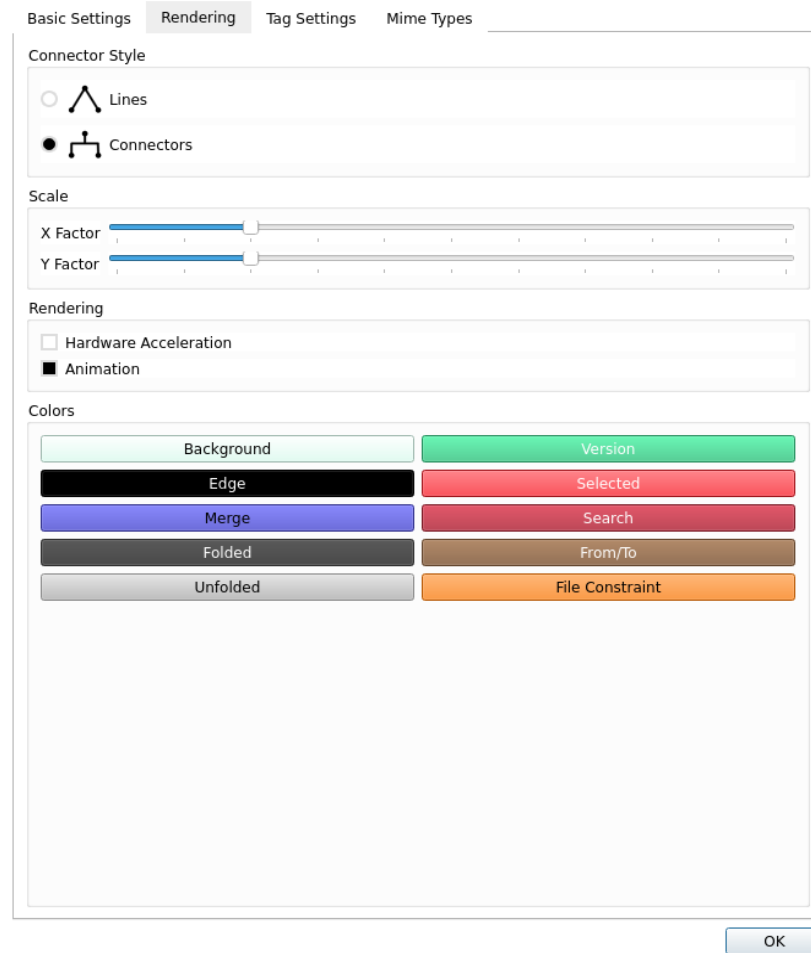 Basic Settings Rendering Tag Settings Mime Types
Connector Style
Lines
Connectors
Scale
X Factor
Y Factor
Rendering
Hardware Acceleration
Animation
Colors
Background Version
Edge Selected
Merge Search
Folded From/To
Unfolded File Constraint
OK